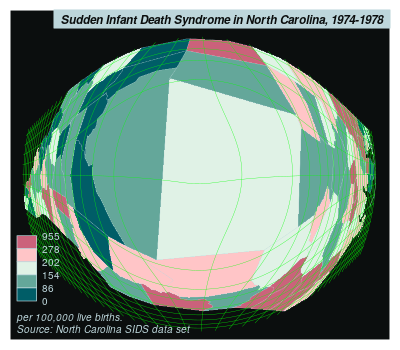 Sudden Infant Death Syndrome in North Carolina, 1974-1978
955
278
202
154
86
0
per 100,000 live births.
Source: North Carolina SIDS data set